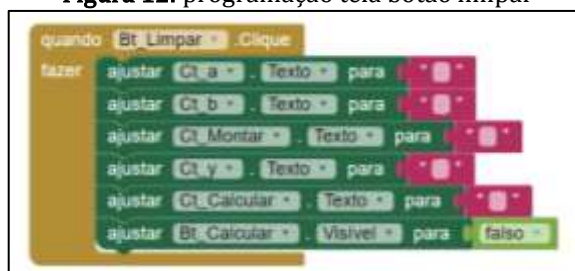 Figura 12: programação tela botão limpar
quando Bt_Limpar .Clique
fazer ajustar Ct_a . Texto para " "
ajustar Ct_b . Texto para " "
ajustar Ct_Montar . Texto para " "
ajustar Ct_y . Texto para " "
ajustar Ct_Calcular . Texto para " "
ajustar Bt_Calcular . Visível para falso